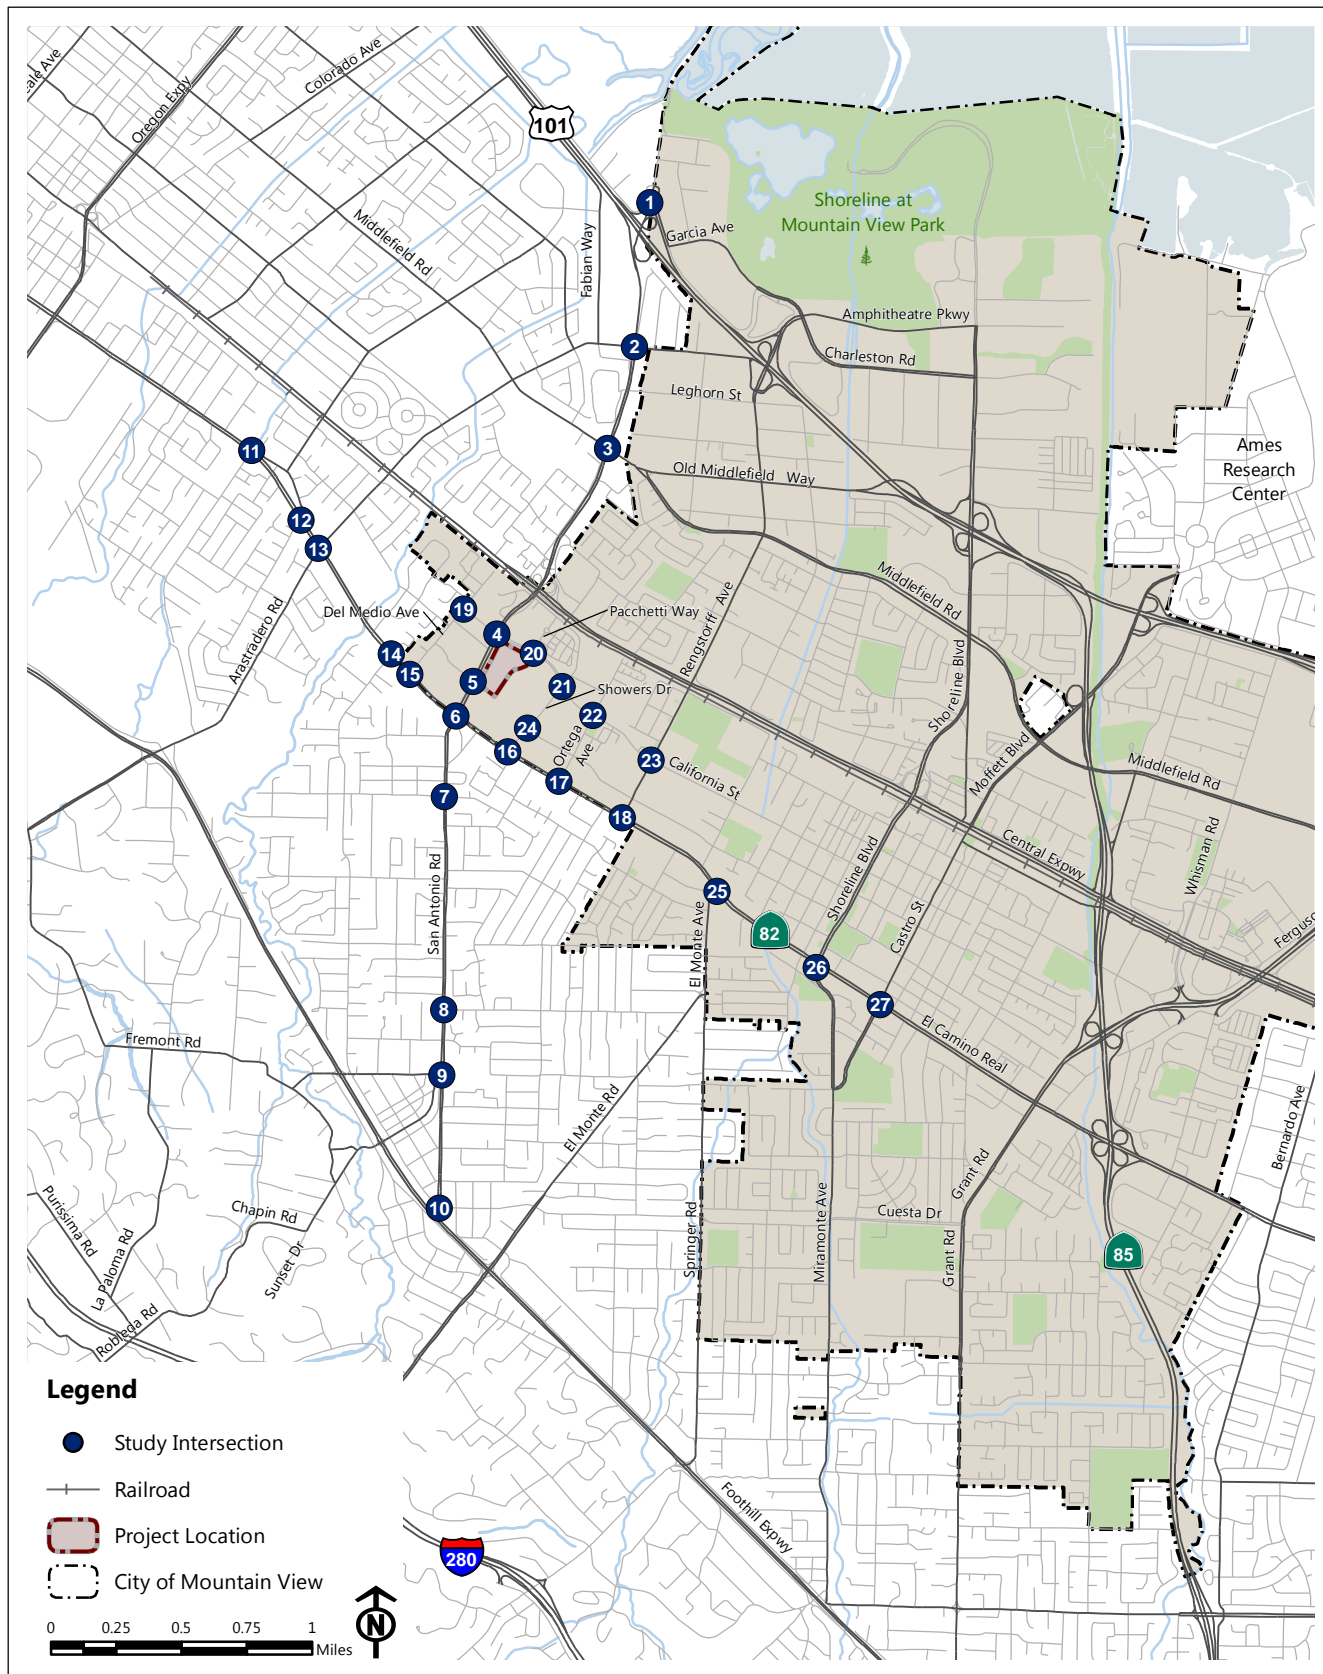 ale Ave
Oregon Expy
Colorado Ave
101
Middlefield Rd
Fabian Way
1
Garcia Ave
Shoreline at
Mountain View Park
Amphitheatre Pkwy
Charleston Rd
2
Leghorn St
3
Old Middlefield Way
Ames
Research
Center
11
12
13
Middlefield Rd
Rengstorff Ave
Shoreline Blvd
Arastradero Rd
Del Medio Ave
19
Pacchetti Way
4
20
14
15
5
21
Showers Dr
6
24
22
16
Ortega
Ave
23
California St
Moffett Blvd
Middlefield Rd
17
7
18
Central Expwy
Whisman Rd
San Antonio Rd
25
El Monte Ave
82
Shoreline Blvd
Castro St
Ferguso
26
27
8
El Camino Real
Fremont Rd
9
El Monte Rd
Bernardo Ave
Purissima Rd
La Paloma Rd
Chapin Rd
Sunset Dr
Robleda Rd
10
Springer Rd
Miramonte Ave
Cuesta Dr
Grant Rd
Grant Rd
85
Foothill Expwy
280
Legend
Study Intersection
Railroad
Project Location
City of Mountain View
0 0.25 0.5 1
Miles
N